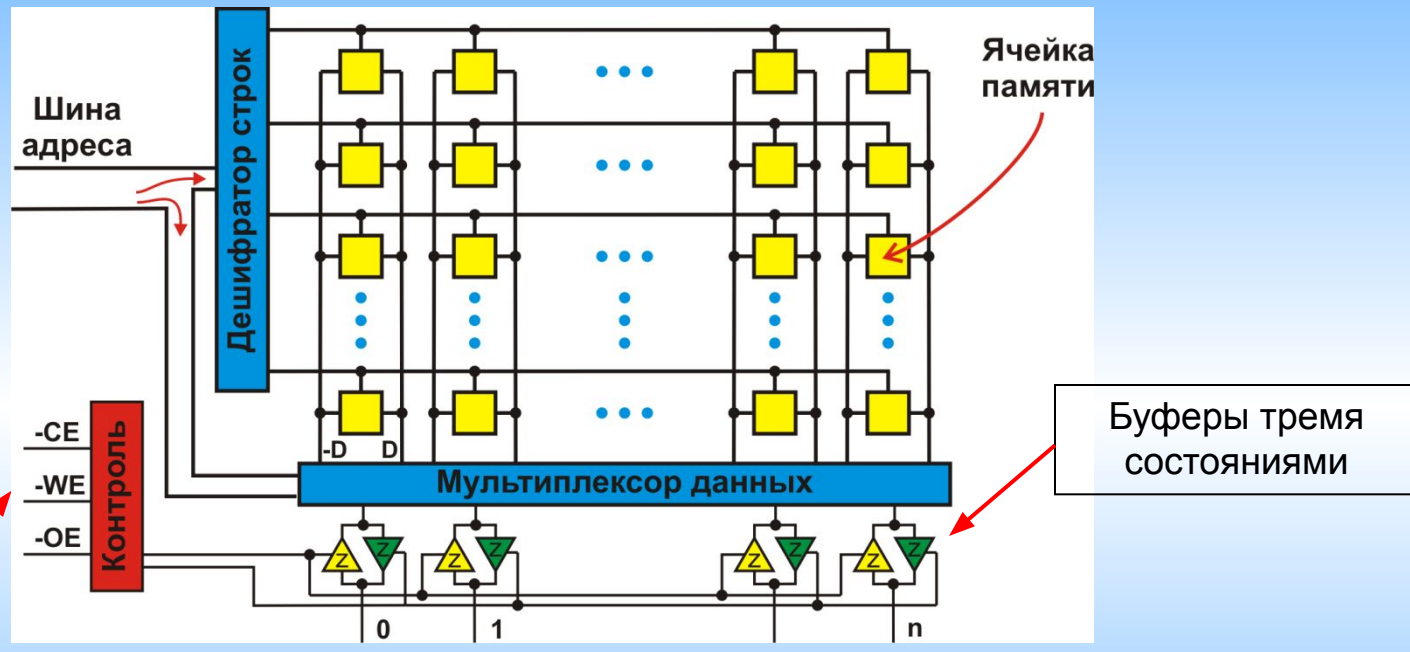 Шина
адреса
Дешифратор строк
Ячейка
памяти
-CE
-WE
-OE
Контроль
-D
D
Мультиплексор данных
Буферы тремя
состояниями
Z
Z
Z
Z
Z
Z
Z
Z
0
1
n